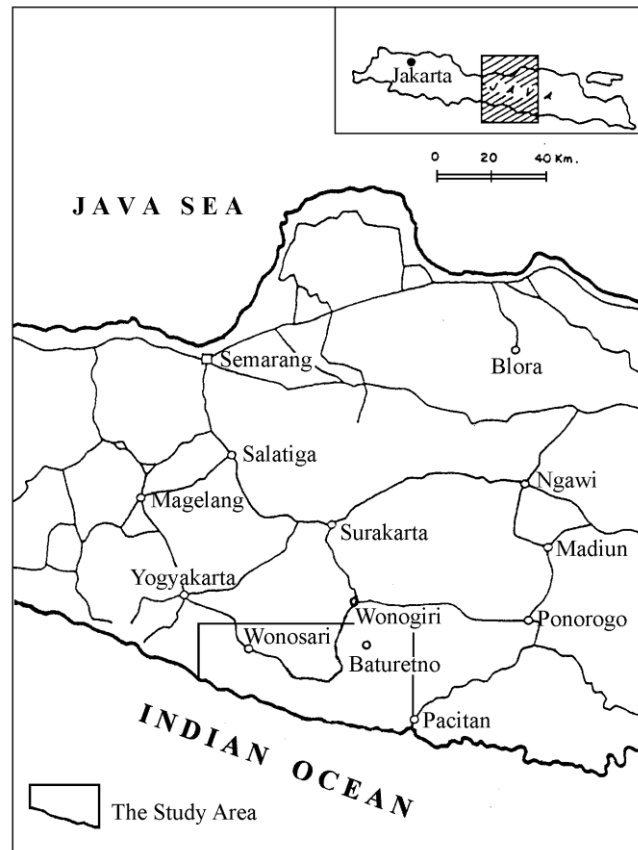 Jakarta
J A V A
0 20 40 Km.
JAVA SEA
Semarang
Blora
Salatiga
Ngawi
Magelang
Surakarta
Madiun
Yogyakarta
Wonogiri
Ponorogo
Wonosari
Baturetno
Pacitan
INDIAN OCEAN
The Study Area